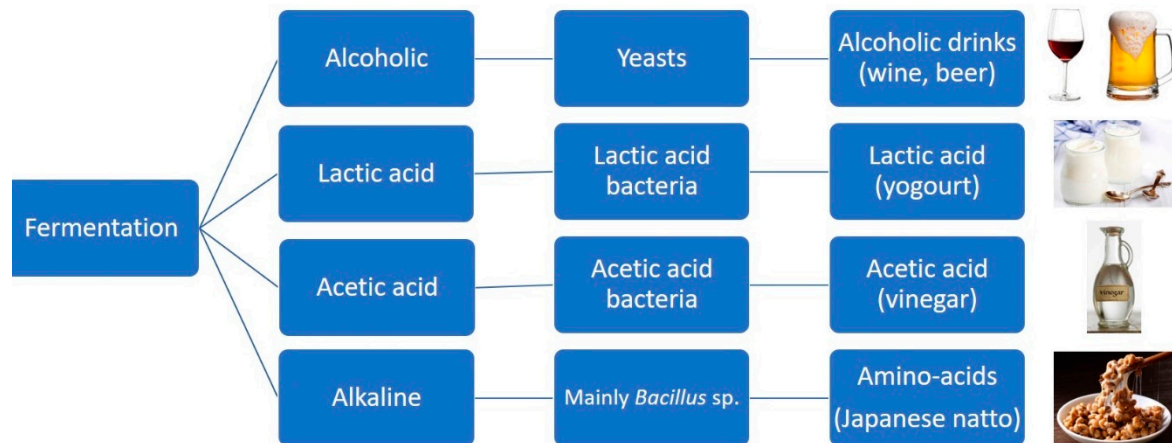 Fermentation
Alcoholic
Yeasts
Alcoholic drinks
(wine, beer)
Lactic acid
Lactic acid
bacteria
Lactic acid
(yogourt)
Acetic acid
Acetic acid
bacteria
Acetic acid
(vinegar)
vinegar
Alkaline
Mainly Bacillus sp.
Amino-acids
(Japanese natto)